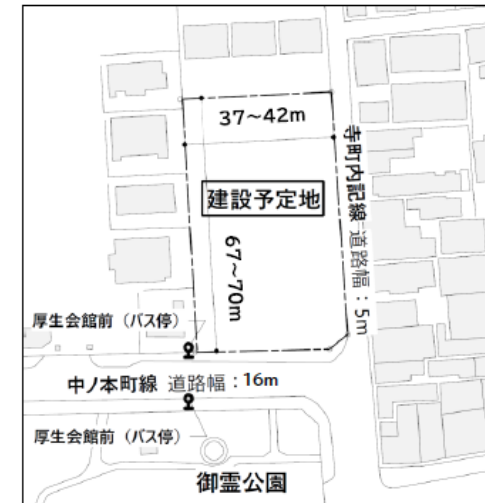 37~42m
建設予定地
67~70m
寺町内記線 道路幅:5m
厚生会館前(バス停)
中ノ本町線 道路幅:16m
厚生会館前(バス停)
御霊公園